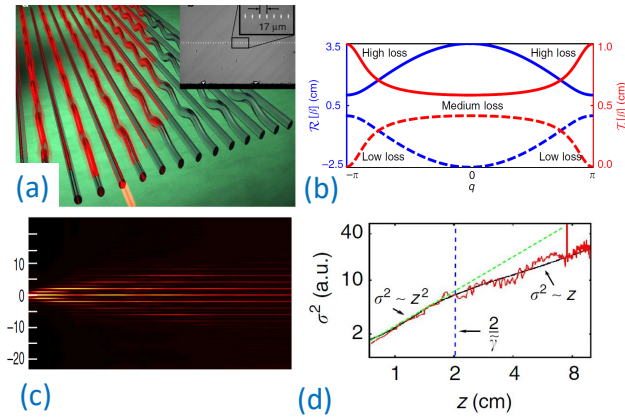 (a)
17 μm
3.5
0.5
-2.5
ℛ[β] (cm)
High loss
High loss
Medium loss
Low loss
Low loss
1.0
0.5
0.0
ℐ[β] (cm)
-π
0
π
q
(b)
10
0
-10
-20
(c)
40
10
2
σ² (a.u.)
σ² ~ z²
σ² ~ z
2
γ̃
1
2
4
8
z (cm)
(d)